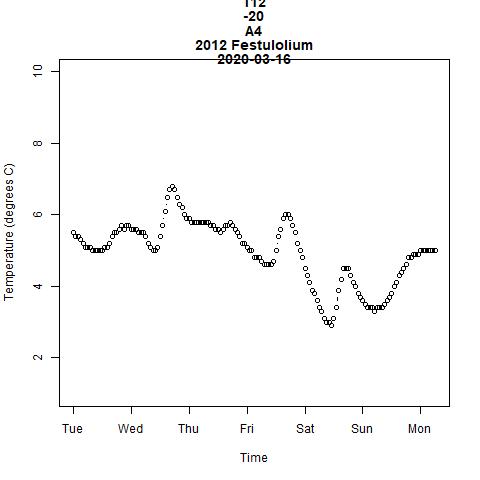 T12
-20
A4
2012 Festulolium
2020-03-16
Temperature (degrees C)
10
8
6
4
2
Tue Wed Thu Fri Sat Sun Mon
Time